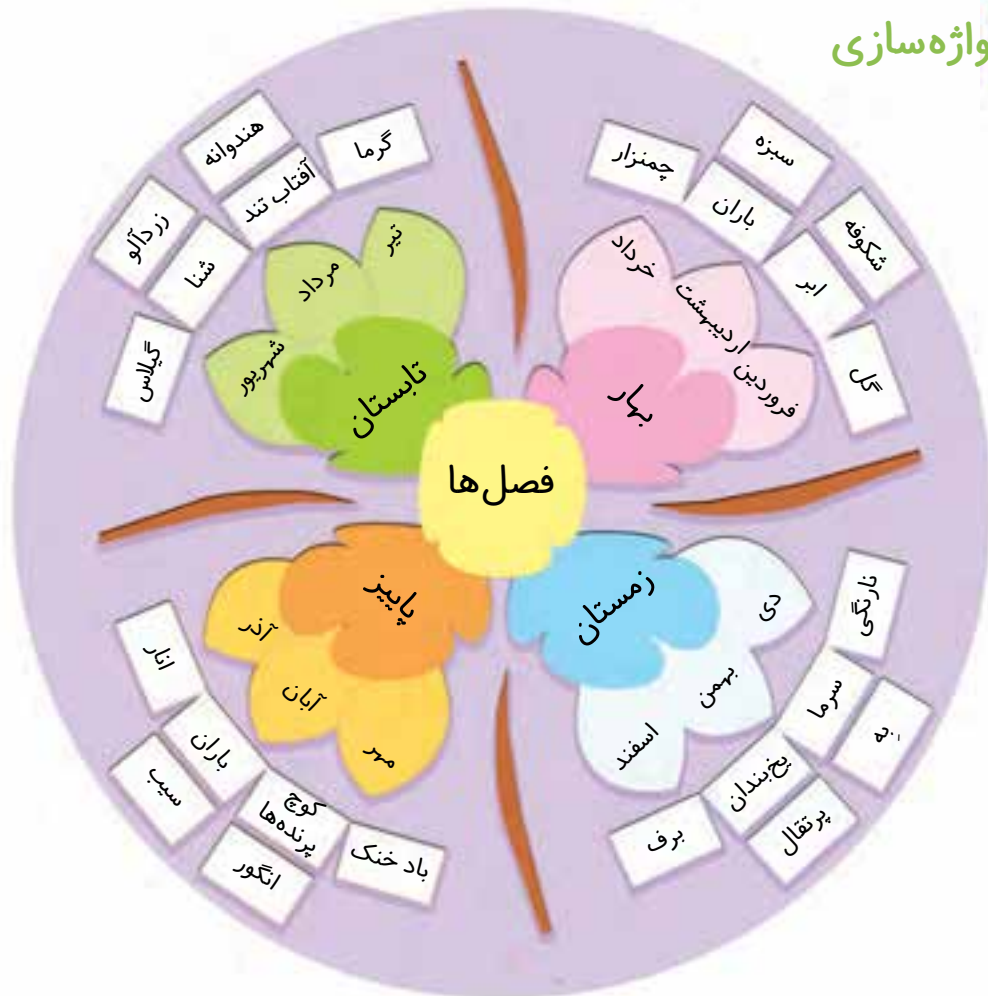 واژه‌سازی
فصل‌ها
بهار
فروردین
اردیبهشت
خرداد
گل
ابر
شکوفه
باران
سبزه
چمنزار
تابستان
تیر
مرداد
شهریور
گرما
آفتاب تند
هندوانه
شنا
زردآلو
گیلاس
پاییز
مهر
آبان
آذر
انار
باران
سیب
کوچ
پرنده‌ها
انگور
باد خنک
زمستان
دی
بهمن
اسفند
نارنگی
سرما
بِه
یخ‌بندان
پرتقال
برف